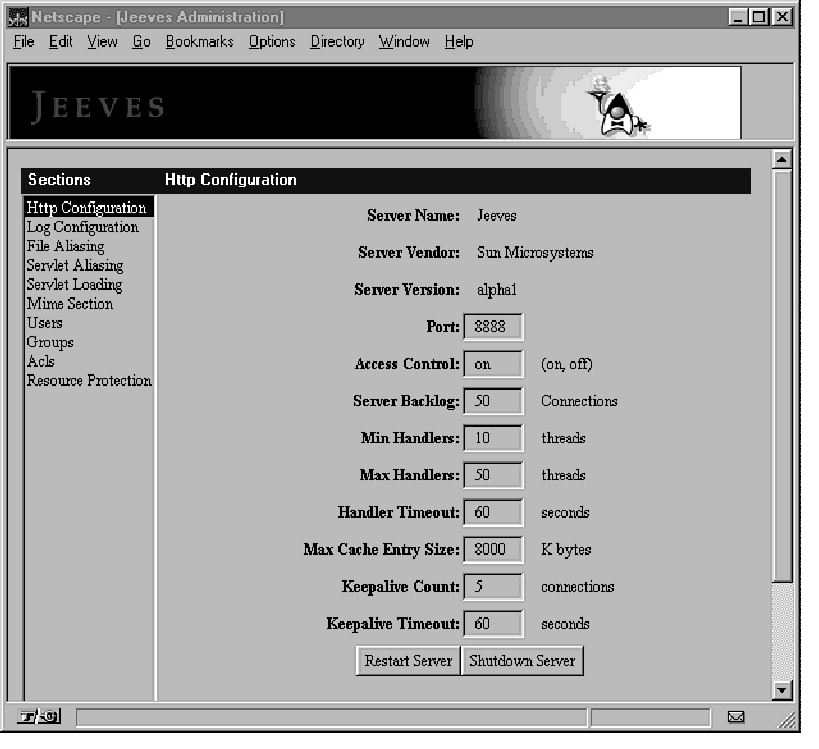 Netscape - [Jeeves Administration]
File Edit View Go Bookmarks Options Directory Window Help
JEEVES
Sections Http Configuration
Http Configuration
Log Configuration
File Aliasing
Servlet Aliasing
Servlet Loading
Mime Section
Users
Groups
Acls
Resource Protection
Server Name: Jeeves
Server Vendor: Sun Microsystems
Server Version: alpha1
Port: 8888
Access Control: on (on, off)
Server Backlog: 50 Connections
Min Handlers: 10 threads
Max Handlers: 50 threads
Handler Timeout: 60 seconds
Max Cache Entry Size: 8000 K bytes
Keepalive Count: 5 connections
Keepalive Timeout: 60 seconds
Restart Server Shutdown Server